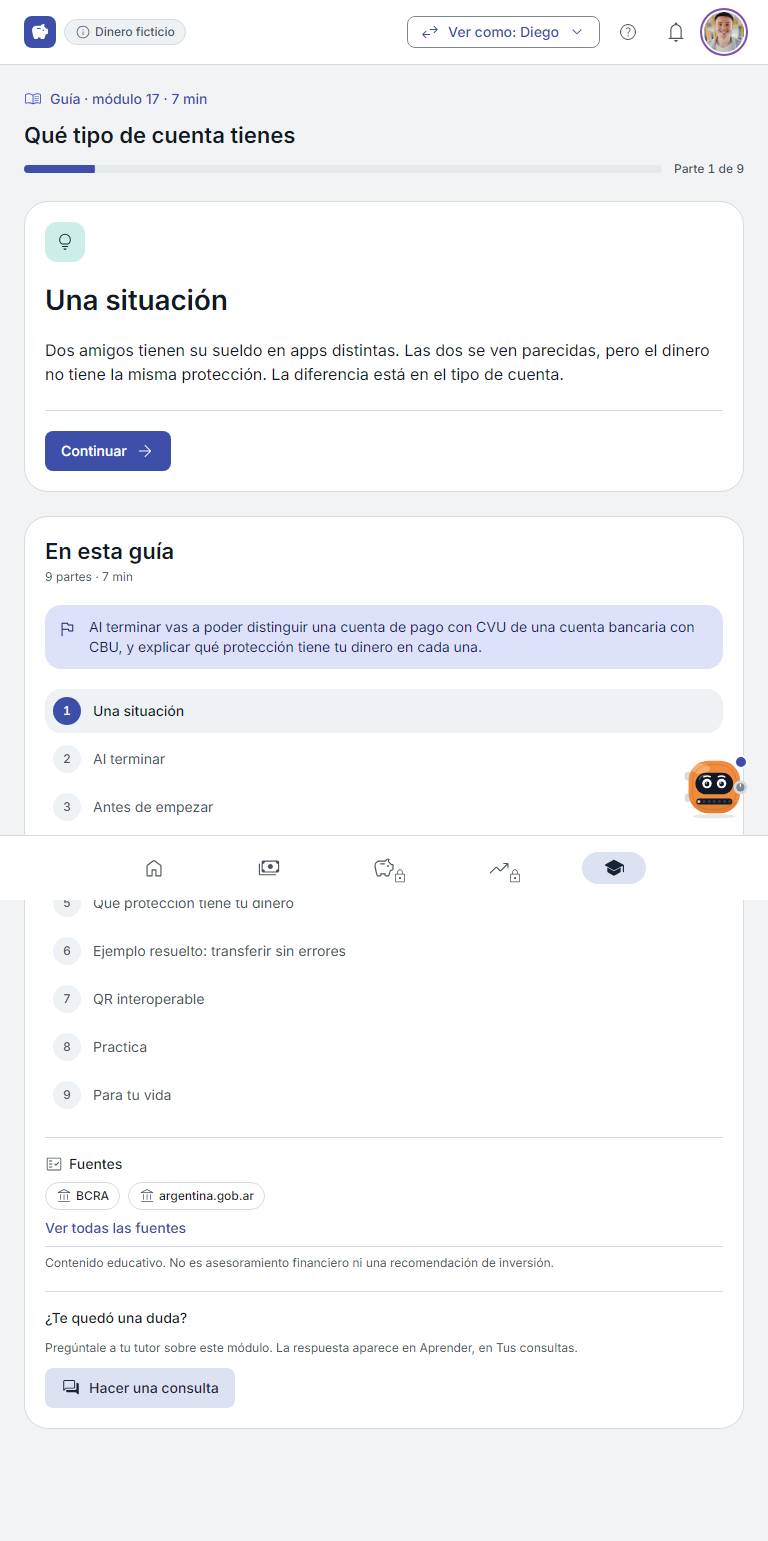 Dinero ficticio
Ver como: Diego
Guía · módulo 17 · 7 min
Qué tipo de cuenta tienes
Parte 1 de 9
Una situación
Dos amigos tienen su sueldo en apps distintas. Las dos se ven parecidas, pero el dinero
no tiene la misma protección. La diferencia está en el tipo de cuenta.
Continuar
En esta guía
9 partes · 7 min
Al terminar vas a poder distinguir una cuenta de pago con CVU de una cuenta bancaria con
CBU, y explicar qué protección tiene tu dinero en cada una.
1 Una situación
2 Al terminar
3 Antes de empezar
5 Qué protección tiene tu dinero
6 Ejemplo resuelto: transferir sin errores
7 QR interoperable
8 Practica
9 Para tu vida
Fuentes
BCRA
argentina.gob.ar
Ver todas las fuentes
Contenido educativo. No es asesoramiento financiero ni una recomendación de inversión.
¿Te quedó una duda?
Pregúntale a tu tutor sobre este módulo. La respuesta aparece en Aprender, en Tus consultas.
Hacer una consulta